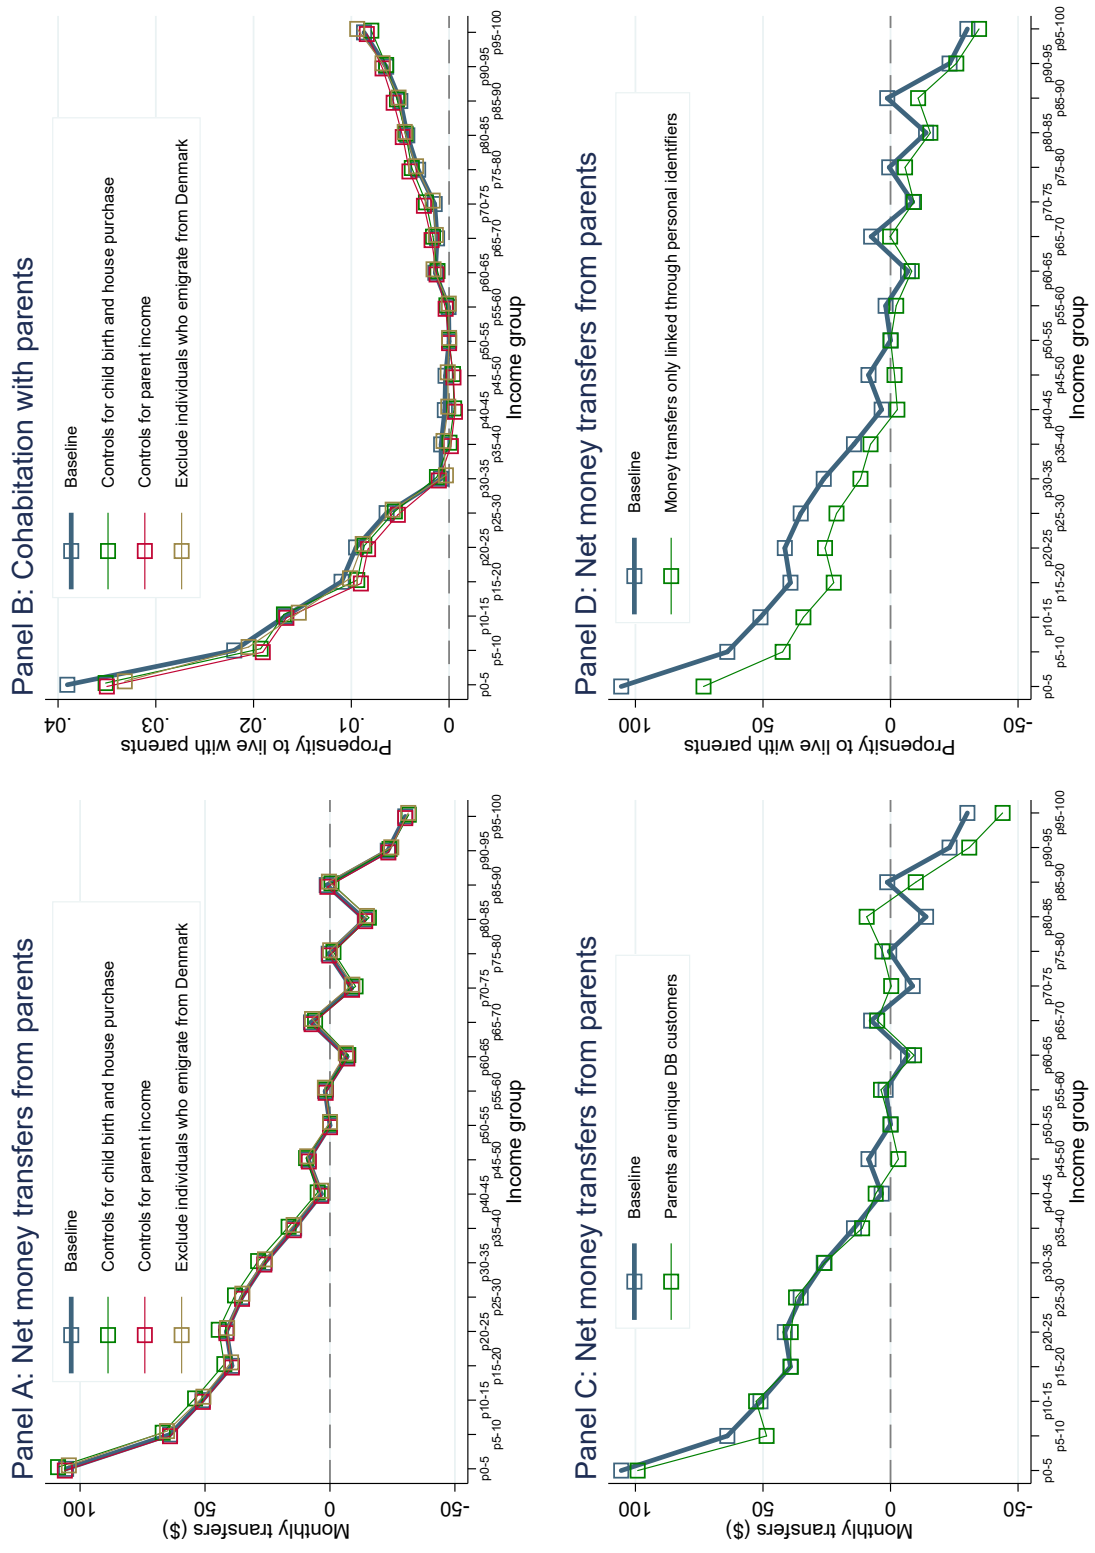 Panel A: Net money transfers from parents
Baseline
Controls for child birth and house purchase
Controls for parent income
Exclude individuals who emigrate from Denmark
Monthly transfers ($)
100
50
0
-50
p0-5 p5-10 p10-15 p15-20 p20-25 p25-30 p30-35 p35-40 p40-45 p45-50 p50-55 p55-60 p60-65 p65-70 p70-75 p75-80 p80-85 p85-90 p90-95 p95-100
Income group
Panel B: Cohabitation with parents
Baseline
Controls for child birth and house purchase
Controls for parent income
Exclude individuals who emigrate from Denmark
Propensity to live with parents
.04
.03
.02
.01
0
p0-5 p5-10 p10-15 p15-20 p20-25 p25-30 p30-35 p35-40 p40-45 p45-50 p50-55 p55-60 p60-65 p65-70 p70-75 p75-80 p80-85 p85-90 p90-95 p95-100
Income group
Panel C: Net money transfers from parents
Baseline
Parents are unique DB customers
Monthly transfers ($)
100
50
0
-50
p0-5 p5-10 p10-15 p15-20 p20-25 p25-30 p30-35 p35-40 p40-45 p45-50 p50-55 p55-60 p60-65 p65-70 p70-75 p75-80 p80-85 p85-90 p90-95 p95-100
Income group
Panel D: Net money transfers from parents
Baseline
Money transfers only linked through personal identifiers
Propensity to live with parents
100
50
0
-50
p0-5 p5-10 p10-15 p15-20 p20-25 p25-30 p30-35 p35-40 p40-45 p45-50 p50-55 p55-60 p60-65 p65-70 p70-75 p75-80 p80-85 p85-90 p90-95 p95-100
Income group